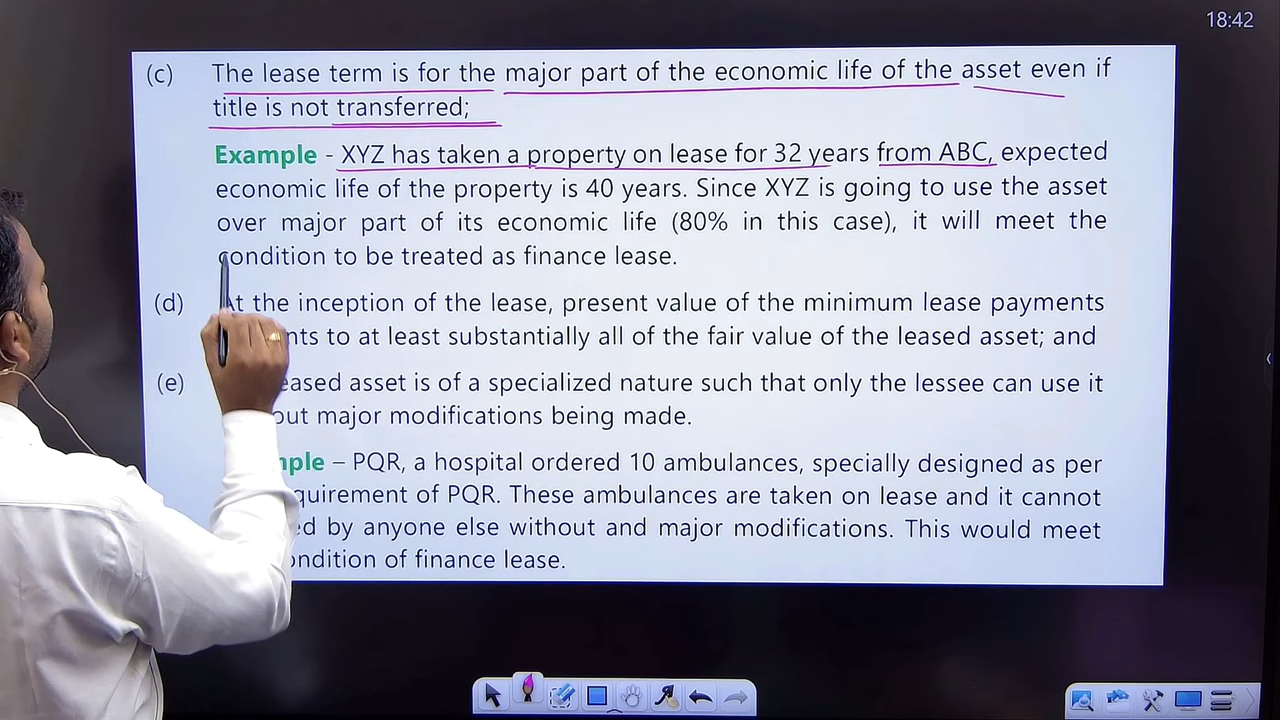 18:42
(c) The lease term is for the major part of the economic life of the asset even if
title is not transferred;
Example - XYZ has taken a property on lease for 32 years from ABC, expected
economic life of the property is 40 years. Since XYZ is going to use the asset
over major part of its economic life (80% in this case), it will meet the
condition to be treated as finance lease.
(d) At the inception of the lease, present value of the minimum lease payments
to at least substantially all of the fair value of the leased asset; and
(e) asset is of a specialized nature such that only the lessee can use it
major modifications being made.
– PQR, a hospital ordered 10 ambulances, specially designed as per
of PQR. These ambulances are taken on lease and it cannot
by anyone else without and major modifications. This would meet
of finance lease.